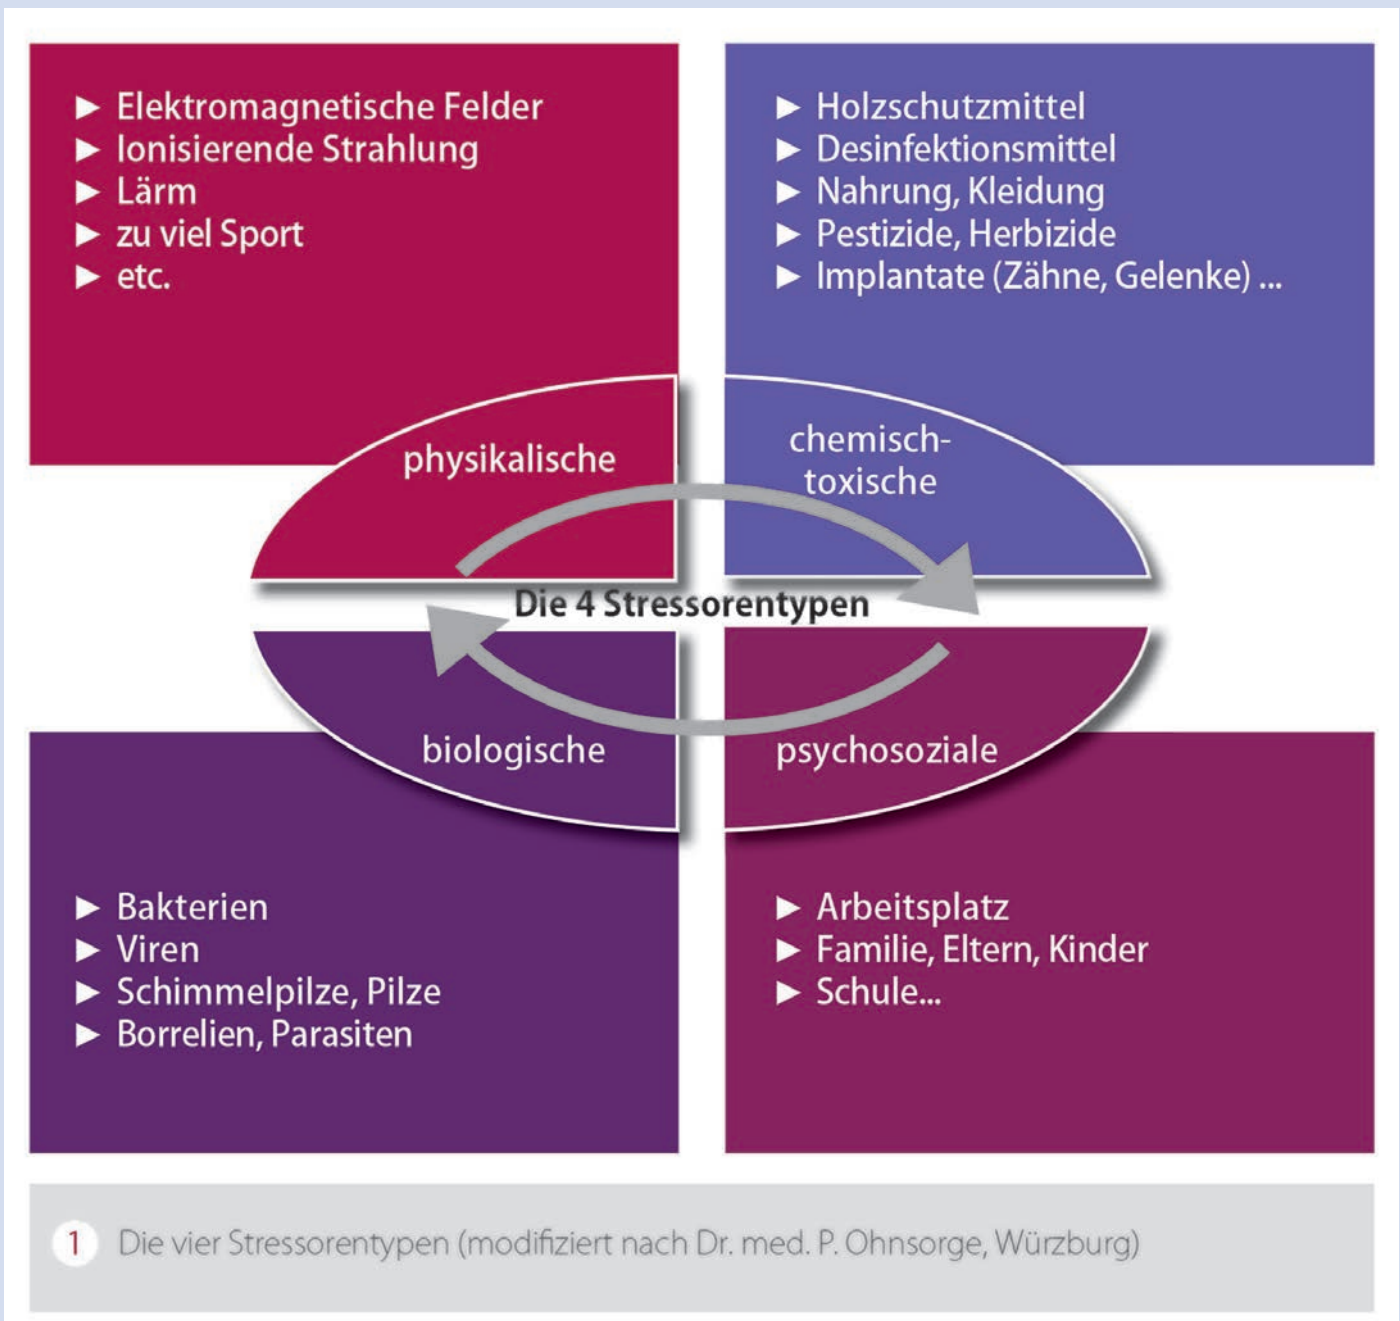 ► Elektromagnetische Felder
► Ionisierende Strahlung
► Lärm
► zu viel Sport
► etc.
► Holzschutzmittel
► Desinfektionsmittel
► Nahrung, Kleidung
► Pestizide, Herbizide
► Implantate (Zähne, Gelenke) ...
physikalische
chemisch-
toxische
Die 4 Stressorentypen
biologische
psychosoziale
► Bakterien
► Viren
► Schimmelpilze, Pilze
► Borrelien, Parasiten
► Arbeitsplatz
► Familie, Eltern, Kinder
► Schule...
1 Die vier Stressorentypen (modifiziert nach Dr. med. P. Ohnsorge, Würzburg)